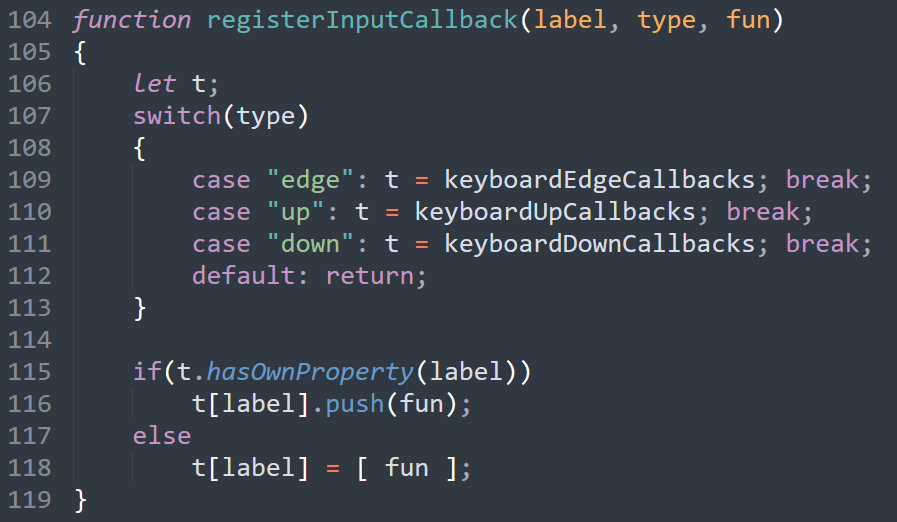 104 function registerInputCallback(label, type, fun)
105 {
106     let t;
107     switch(type)
108     {
109         case "edge": t = keyboardEdgeCallbacks; break;
110         case "up": t = keyboardUpCallbacks; break;
111         case "down": t = keyboardDownCallbacks; break;
112         default: return;
113     }
114
115     if(t.hasOwnProperty(label))
116         t[label].push(fun);
117     else
118         t[label] = [ fun ];
119 }